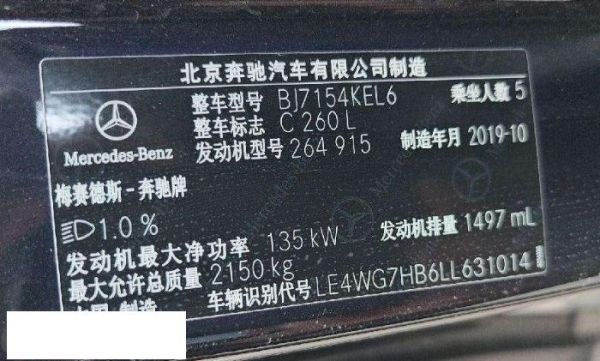 北京奔驰汽车有限公司制造
整车型号 BJ7154KEL6 乘坐人数 5
整车标志 C 260 L
发动机型号 264 915 制造年月 2019-10
Mercedes-Benz
梅赛德斯－奔驰牌
1.0 %
发动机最大净功率 135 kW 发动机排量 1497 mL
最大允许总质量 2150 kg
中国 制造 车辆识别代号 LE4WG7HB6LL631014